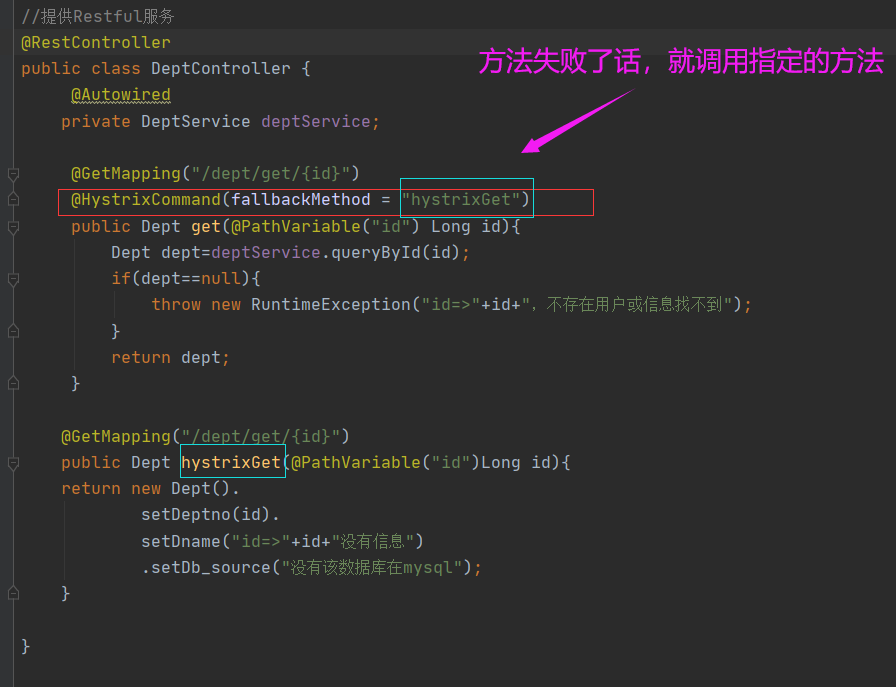 //提供Restful服务
@RestController
public class DeptController {
方法失败了话，就调用指定的方法
@Autowired
private DeptService deptService;
@GetMapping("/dept/get/{id}")
@HystrixCommand(fallbackMethod = "hystrixGet")
public Dept get(@PathVariable("id") Long id){
Dept dept=deptService.queryById(id);
if(dept==null){
throw new RuntimeException("id=>"+id+"，不存在用户或信息找不到");
}
return dept;
}
@GetMapping("/dept/get/{id}")
public Dept hystrixGet(@PathVariable("id")Long id){
return new Dept().
setDeptno(id).
setDname("id=>"+id+"没有信息")
.setDb_source("没有该数据库在mysql");
}
}